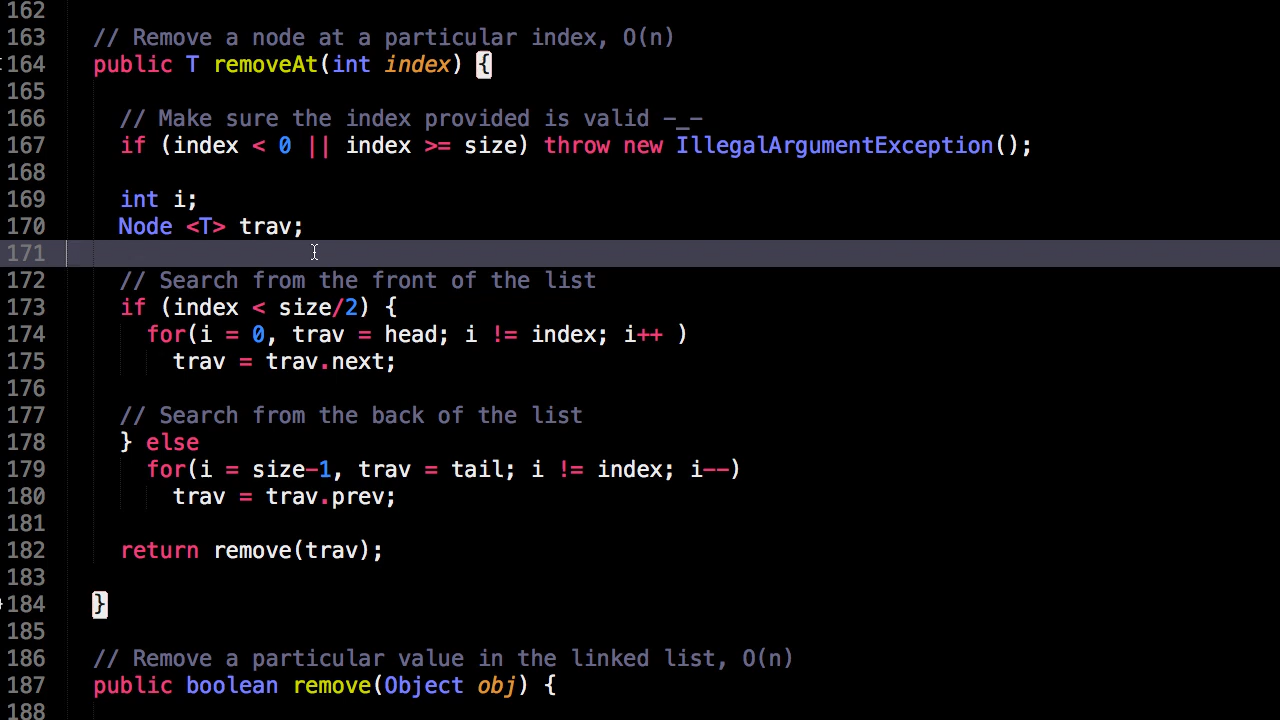 162
163 // Remove a node at a particular index, O(n)
164 public T removeAt(int index) {
165
166 // Make sure the index provided is valid -_-
167 if (index < 0 || index >= size) throw new IllegalArgumentException();
168
169 int i;
170 Node <T> trav;
171
172 // Search from the front of the list
173 if (index < size/2) {
174 for(i = 0, trav = head; i != index; i++ )
175 trav = trav.next;
176
177 // Search from the back of the list
178 } else
179 for(i = size-1, trav = tail; i != index; i--)
180 trav = trav.prev;
181
182 return remove(trav);
183
184 }
185
186 // Remove a particular value in the linked list, O(n)
187 public boolean remove(Object obj) {
188